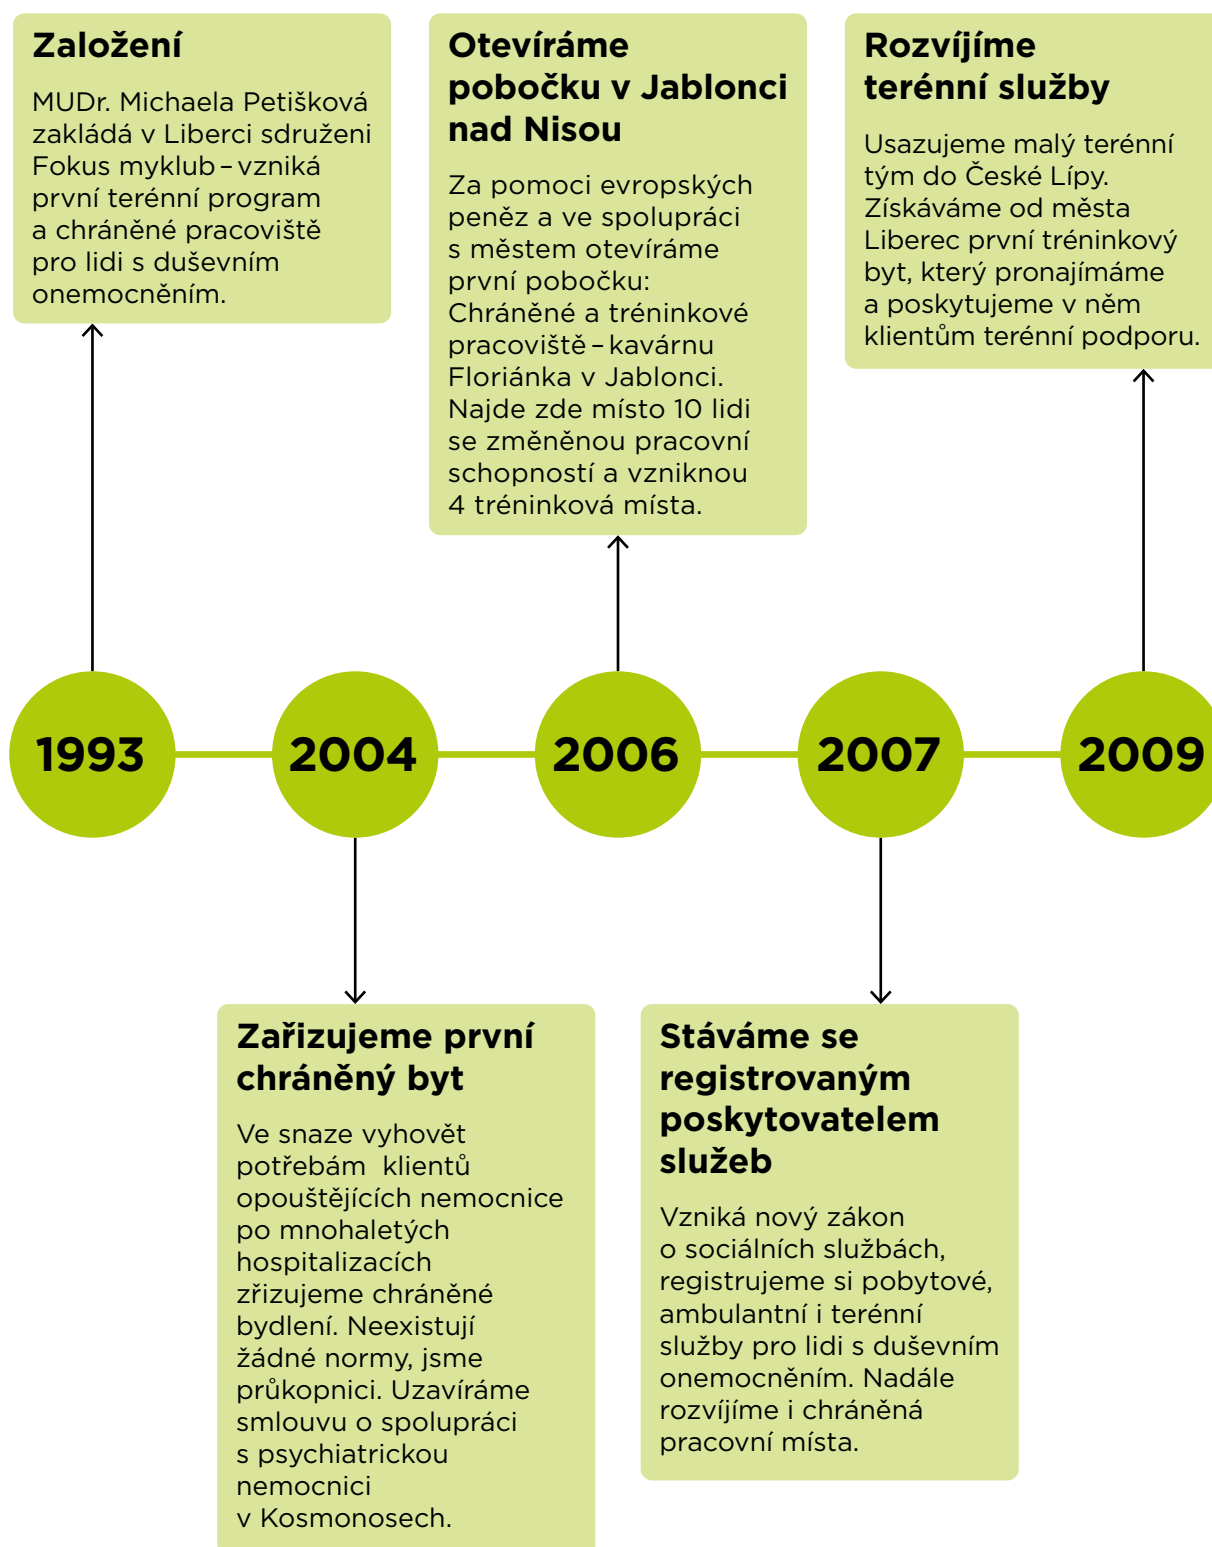 Založení
MUDr. Michaela Petišková
zakládá v Liberci sdruženi
Fokus myklub – vzniká
první terénní program
a chráněné pracoviště
pro lidi s duševním
onemocněním.
Otevíráme
pobočku v Jablonci
nad Nisou
Za pomoci evropských
peněz a ve spolupráci
s městem otevíráme
první pobočku:
Chráněné a tréninkové
pracoviště – kavárnu
Floriánka v Jablonci.
Najde zde místo 10 lidi
se změněnou pracovní
schopností a vzniknou
4 tréninková místa.
Rozvíjíme
terénní služby
Usazujeme malý terénní
tým do České Lípy.
Získáváme od města
Liberec první tréninkový
byt, který pronajímáme
a poskytujeme v něm
klientům terénní podporu.
1993
2004
2006
2007
2009
Zařizujeme první
chráněný byt
Ve snaze vyhovět
potřebám  klientů
opouštějících nemocnice
po mnohaletých
hospitalizacích
zřizujeme chráněné
bydlení. Neexistují
žádné normy, jsme
průkopnici. Uzavíráme
smlouvu o spolupráci
s psychiatrickou
nemocnici
v Kosmonosech.
Stáváme se
registrovaným
poskytovatelem
služeb
Vzniká nový zákon
o sociálních službách,
registrujeme si pobytové,
ambulantní i terénní
služby pro lidi s duševním
onemocněním. Nadále
rozvíjíme i chráněná
pracovní místa.